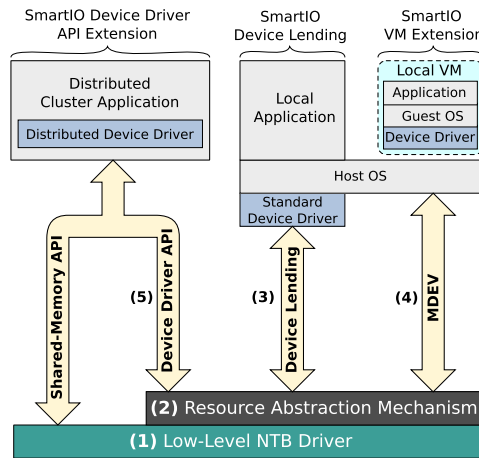 SmartIO Device Driver
API Extension
SmartIO
Device Lending
SmartIO
VM Extension
Distributed
Cluster Application
Distributed Device Driver
Local
Application
Local VM
Application
Guest OS
Device Driver
Host OS
Standard
Device Driver
Shared-Memory API
(5)
Device Driver API
(3)
Device Lending
(4)
MDEV
(2) Resource Abstraction Mechanism
(1) Low-Level NTB Driver